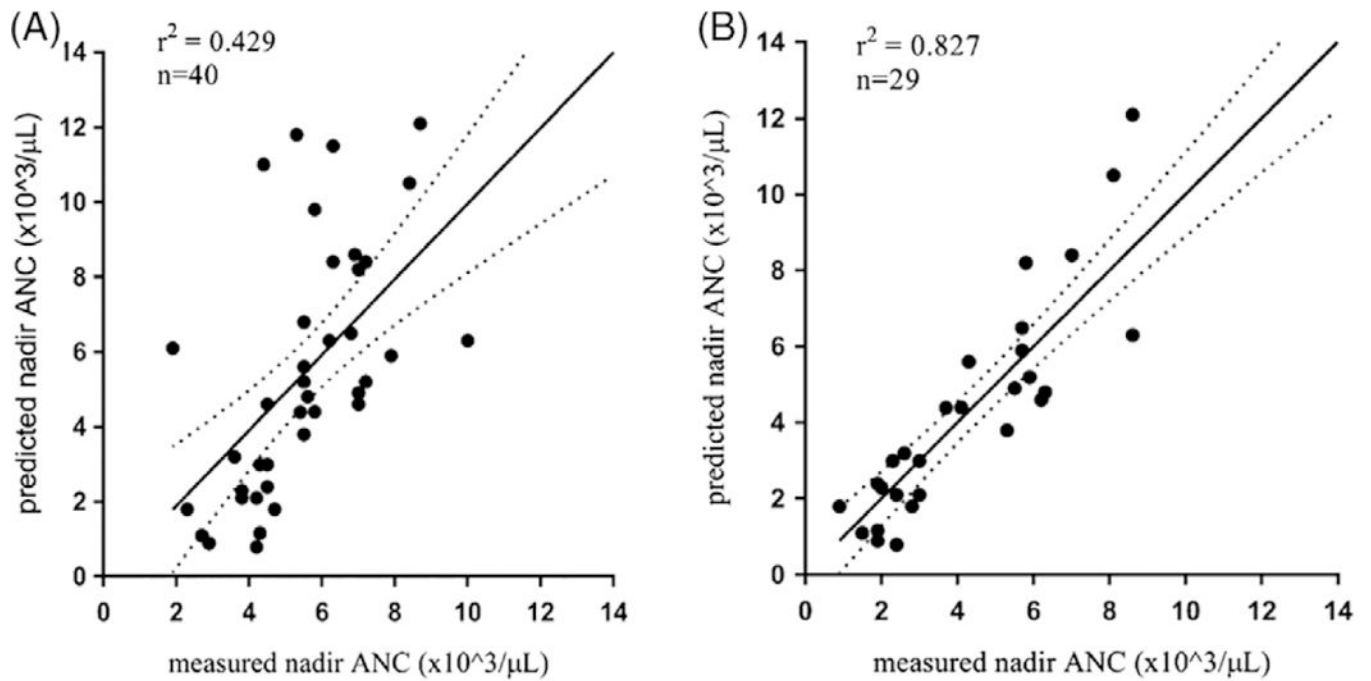 (A)
r² = 0.429
n=40
14
12
10
8
6
4
2
0
predicted nadir ANC (x10^3/μL)
0 2 4 6 8 10 12 14
measured nadir ANC (x10^3/μL)
(B)
r² = 0.827
n=29
14
12
10
8
6
4
2
0
predicted nadir ANC (x10^3/μL)
0 2 4 6 8 10 12 14
measured nadir ANC (x10^3/μL)